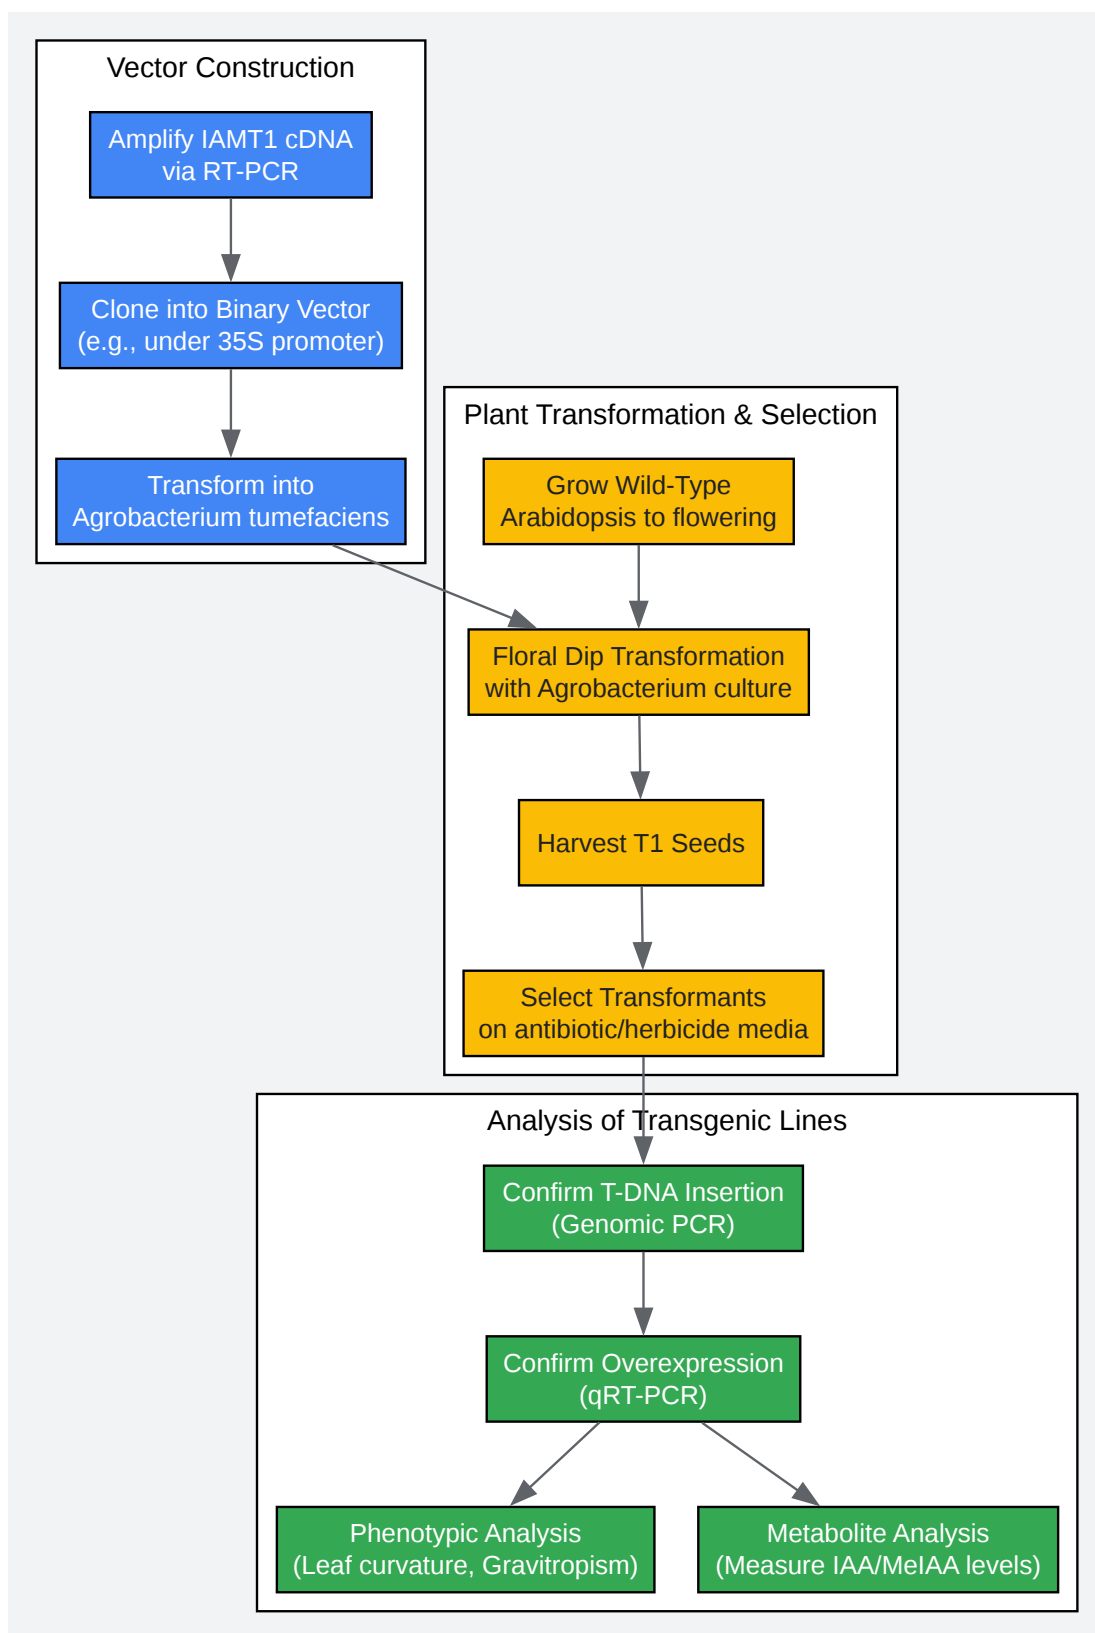 Vector Construction
Amplify IAMT1 cDNA
via RT-PCR
Clone into Binary Vector
(e.g., under 35S promoter)
Transform into
Agrobacterium tumefaciens
Plant Transformation & Selection
Grow Wild-Type
Arabidopsis to flowering
Floral Dip Transformation
with Agrobacterium culture
Harvest T1 Seeds
Select Transformants
on antibiotic/herbicide media
Analysis of Transgenic Lines
Confirm T-DNA Insertion
(Genomic PCR)
Confirm Overexpression
(qRT-PCR)
Phenotypic Analysis
(Leaf curvature, Gravitropism)
Metabolite Analysis
(Measure IAA/MeIAA levels)